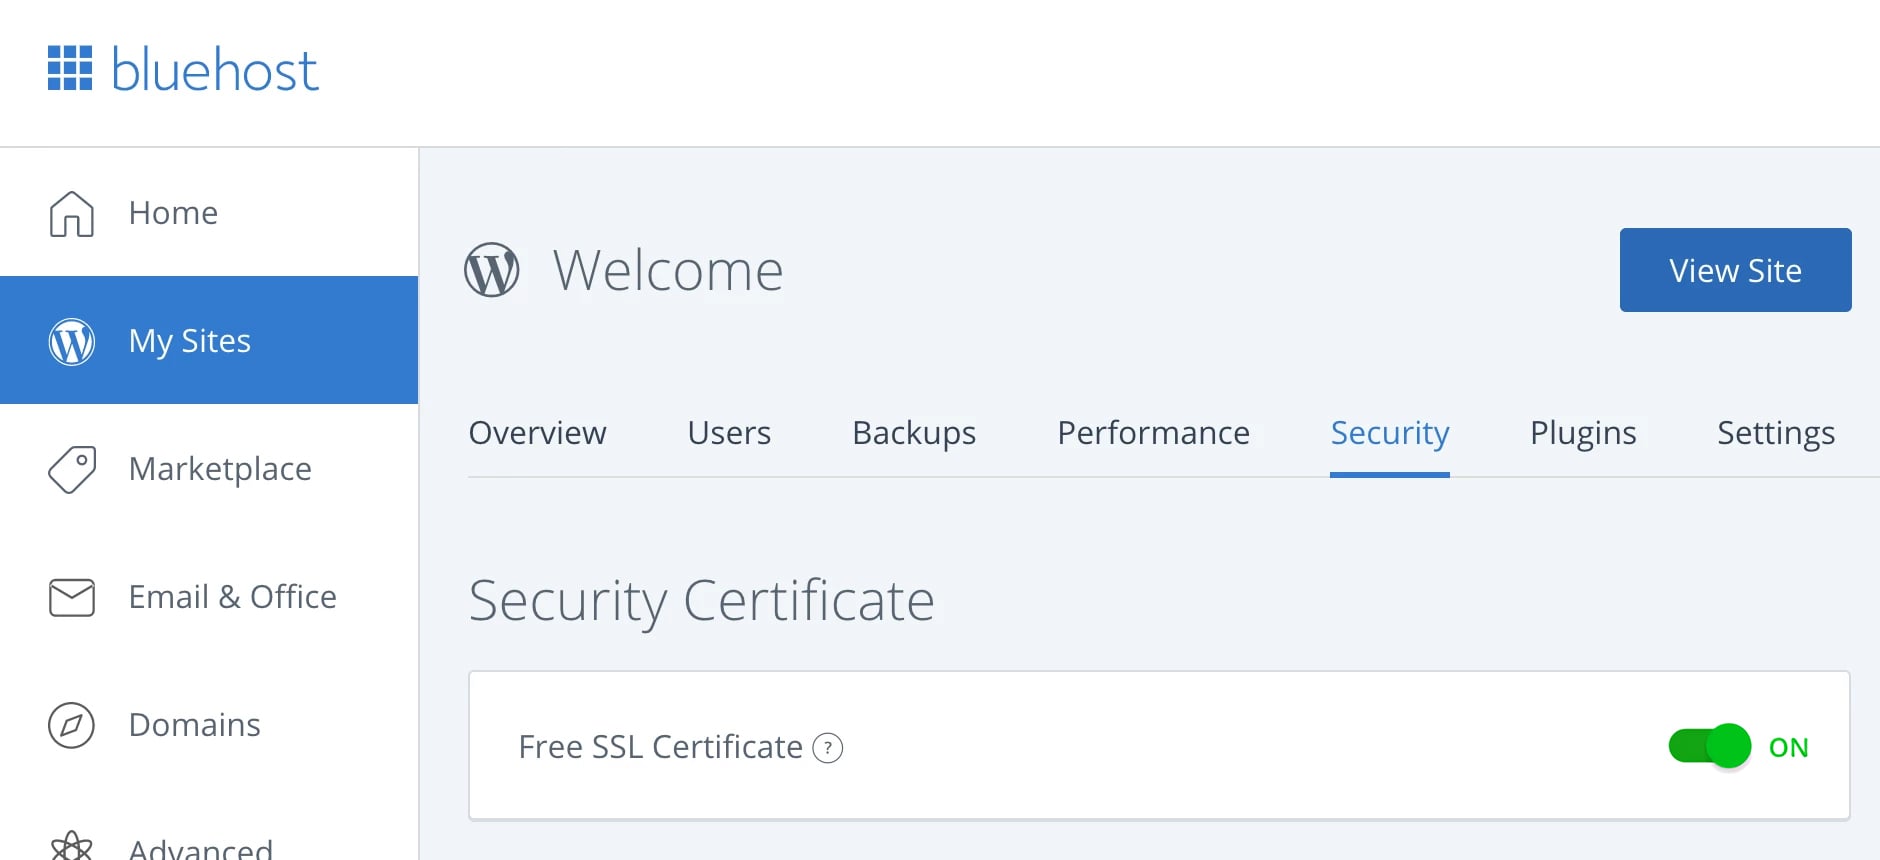 bluehost
Home
My Sites
Marketplace
Email & Office
Domains
Advanced
Welcome
View Site
Overview Users Backups Performance Security Plugins Settings
Security Certificate
Free SSL Certificate ?
ON